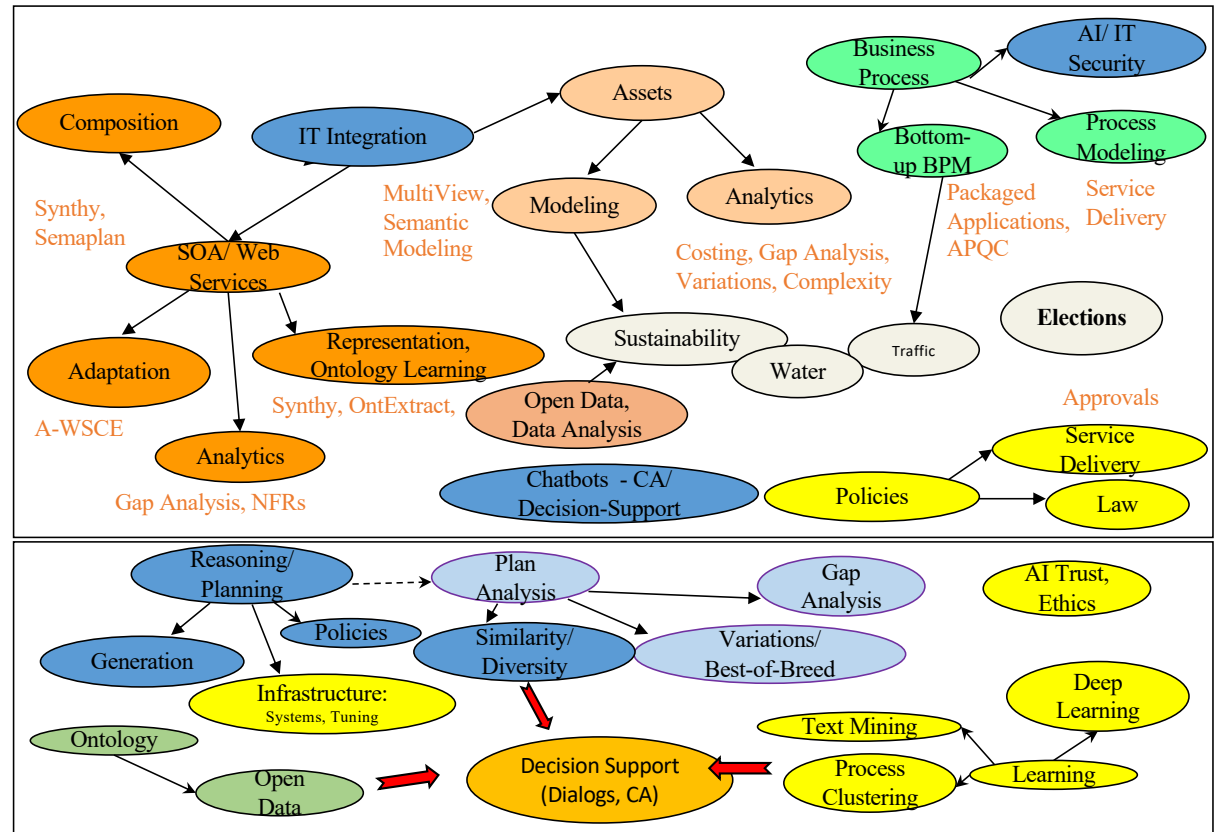 Business
Process
AI/ IT
Security
Assets
Composition
IT Integration
Bottom-
up BPM
Process
Modeling
Synthy,
Semaplan
MultiView,
Semantic
Modeling
Modeling
Analytics
Packaged
Applications,
APQC
Service
Delivery
SOA/ Web
Services
Costing, Gap Analysis,
Variations, Complexity
Elections
Adaptation
Representation,
Ontology Learning
Sustainability
Water
Traffic
A-WSCE
Synthy, OntExtract,
Open Data,
Data Analysis
Approvals
Analytics
Service
Delivery
Gap Analysis, NFRs
Chatbots - CA/
Decision-Support
Policies
Law
Reasoning/
Planning
Plan
Analysis
Gap
Analysis
AI Trust,
Ethics
Generation
Policies
Similarity/
Diversity
Variations/
Best-of-Breed
Infrastructure:
Systems, Tuning
Deep
Learning
Text Mining
Ontology
Open
Data
Decision Support
(Dialogs, CA)
Process
Clustering
Learning